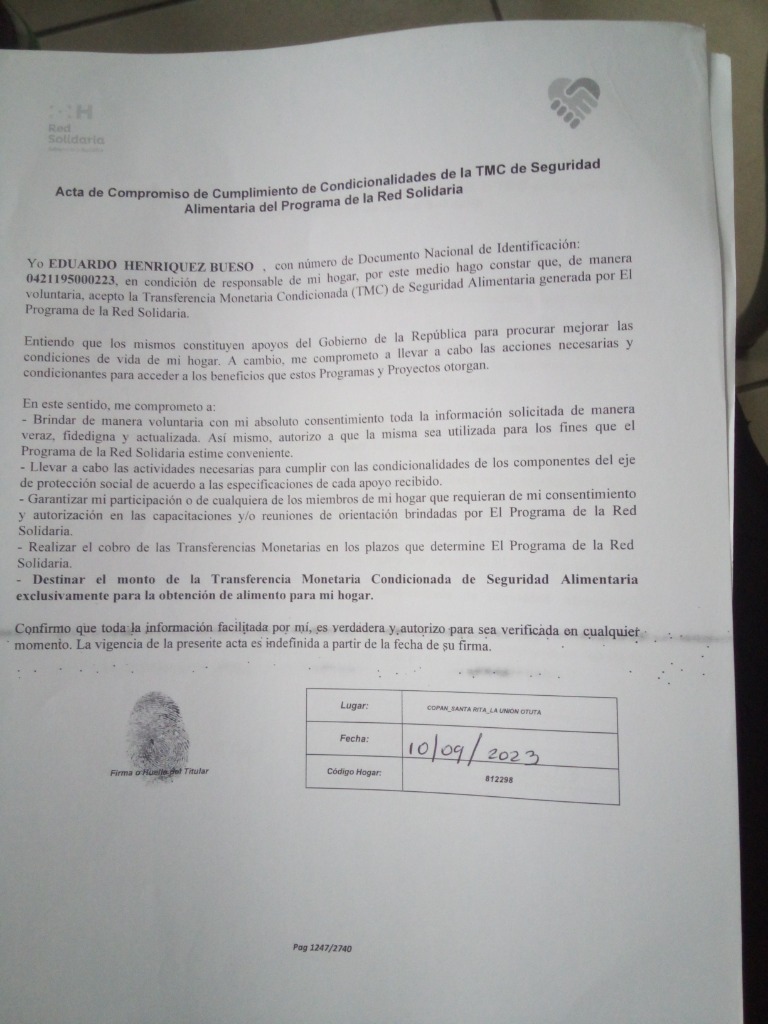 Red
Solidaria
Acta de Compromiso de Cumplimiento de Condicionalidades de la TMC de Seguridad
Alimentaria del Programa de la Red Solidaria
Yo EDUARDO HENRIQUEZ BUESO , con número de Documento Nacional de Identificación:
0421195000223, en condición de responsable de mi hogar, por este medio hago constar que, de manera
voluntaria, acepto la Transferencia Monetaria Condicionada (TMC) de Seguridad Alimentaria generada por El
Programa de la Red Solidaria.
Entiendo que los mismos constituyen apoyos del Gobierno de la República para procurar mejorar las
condiciones de vida de mi hogar. A cambio, me comprometo a llevar a cabo las acciones necesarias y
condicionantes para acceder a los beneficios que estos Programas y Proyectos otorgan.
En este sentido, me comprometo a:
- Brindar de manera voluntaria con mi absoluto consentimiento toda la información solicitada de manera
veraz, fidedigna y actualizada. Así mismo, autorizo a que la misma sea utilizada para los fines que el
Programa de la Red Solidaria estime conveniente.
- Llevar a cabo las actividades necesarias para cumplir con las condicionalidades de los componentes del eje
de protección social de acuerdo a las especificaciones de cada apoyo recibido.
- Garantizar mi participación o de cualquiera de los miembros de mi hogar que requieran de mi consentimiento
y autorización en las capacitaciones y/o reuniones de orientación brindadas por El Programa de la Red
Solidaria.
- Realizar el cobro de las Transferencias Monetarias en los plazos que determine El Programa de la Red
Solidaria.
- Destinar el monto de la Transferencia Monetaria Condicionada de Seguridad Alimentaria
exclusivamente para la obtención de alimento para mi hogar.
Confirmo que toda la información facilitada por mí, es verdadera y autorizo para sea verificada en cualquier
momento. La vigencia de la presente acta es indefinida a partir de la fecha de su firma.
Firma o Huella del Titular
Lugar: COPAN_SANTA RITA_LA UNION OTUTA
Fecha: 10/09/2023
Código Hogar: 812298
Pag 1247/2740